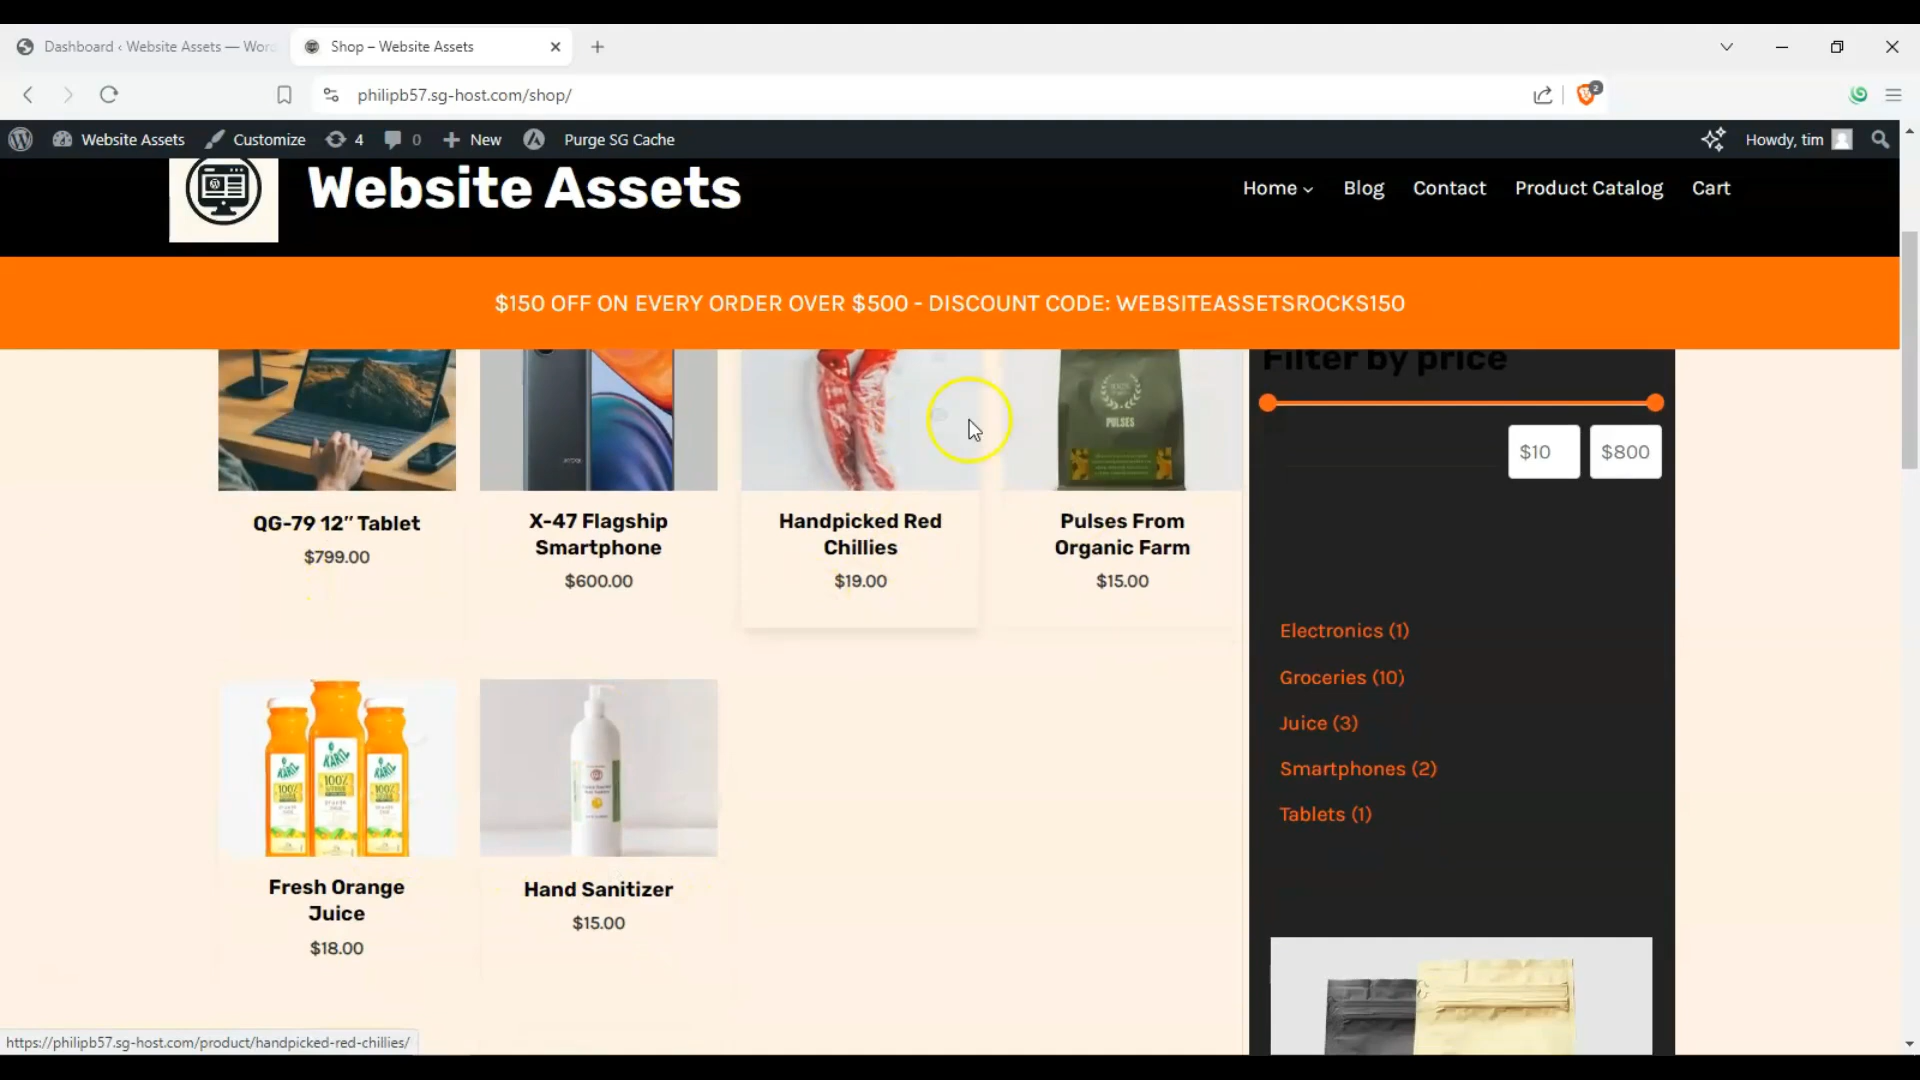 Dashboard ‹ Website Assets — Wor
Shop – Website Assets
philipb57.sg-host.com/shop/
2
Website Assets
Customize
4
0
New
Purge SG Cache
Howdy, tim
Website Assets
Home
Blog
Contact
Product Catalog
Cart
$150 OFF ON EVERY ORDER OVER $500 - DISCOUNT CODE: WEBSITEASSETSROCKS150
Filter by price
$10
$800
PULSES
QG-79 12″ Tablet
$799.00
X-47 Flagship
Smartphone
$600.00
Handpicked Red
Chillies
$19.00
Pulses From
Organic Farm
$15.00
Electronics (1)
Groceries (10)
Juice (3)
Smartphones (2)
Tablets (1)
100%
100%
100%
Fresh Orange
Juice
$18.00
Hand Sanitizer
$15.00
https://philipb57.sg-host.com/product/handpicked-red-chillies/